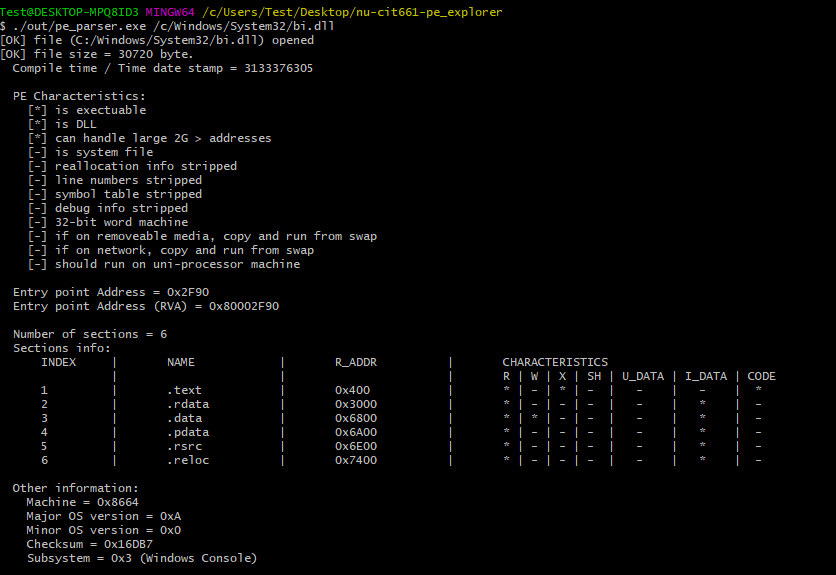 Test@DESKTOP-MPQ8ID3 MINGW64 /c/Users/Test/Desktop/nu-cit661-pe_explorer
$ ./out/pe_parser.exe /c/Windows/System32/bi.dll
[OK] file (C:/Windows/System32/bi.dll) opened
[OK] file size = 30720 byte.
Compile time / Time date stamp = 3133376305
PE Characteristics:
[*] is exectuable
[*] is DLL
[*] can handle large 2G > addresses
[-] is system file
[-] reallocation info stripped
[-] line numbers stripped
[-] symbol table stripped
[-] debug info stripped
[-] 32-bit word machine
[-] if on removeable media, copy and run from swap
[-] if on network, copy and run from swap
[-] should run on uni-processor machine
Entry point Address = 0x2F90
Entry point Address (RVA) = 0x80002F90
Number of sections = 6
Sections info:
INDEX | NAME | R_ADDR | CHARACTERISTICS
| | | R | W | X | SH | U_DATA | I_DATA | CODE
1 | .text | 0x400 | * | - | * | - | - | - | *
2 | .rdata | 0x3000 | * | - | - | - | - | * | -
3 | .data | 0x6800 | * | * | - | - | - | * | -
4 | .pdata | 0x6A00 | * | - | - | - | - | * | -
5 | .rsrc | 0x6E00 | * | - | - | - | - | * | -
6 | .reloc | 0x7400 | * | - | - | - | - | * | -
Other information:
Machine = 0x8664
Major OS version = 0xA
Minor OS version = 0x0
Checksum = 0x16DB7
Subsystem = 0x3 (Windows Console)